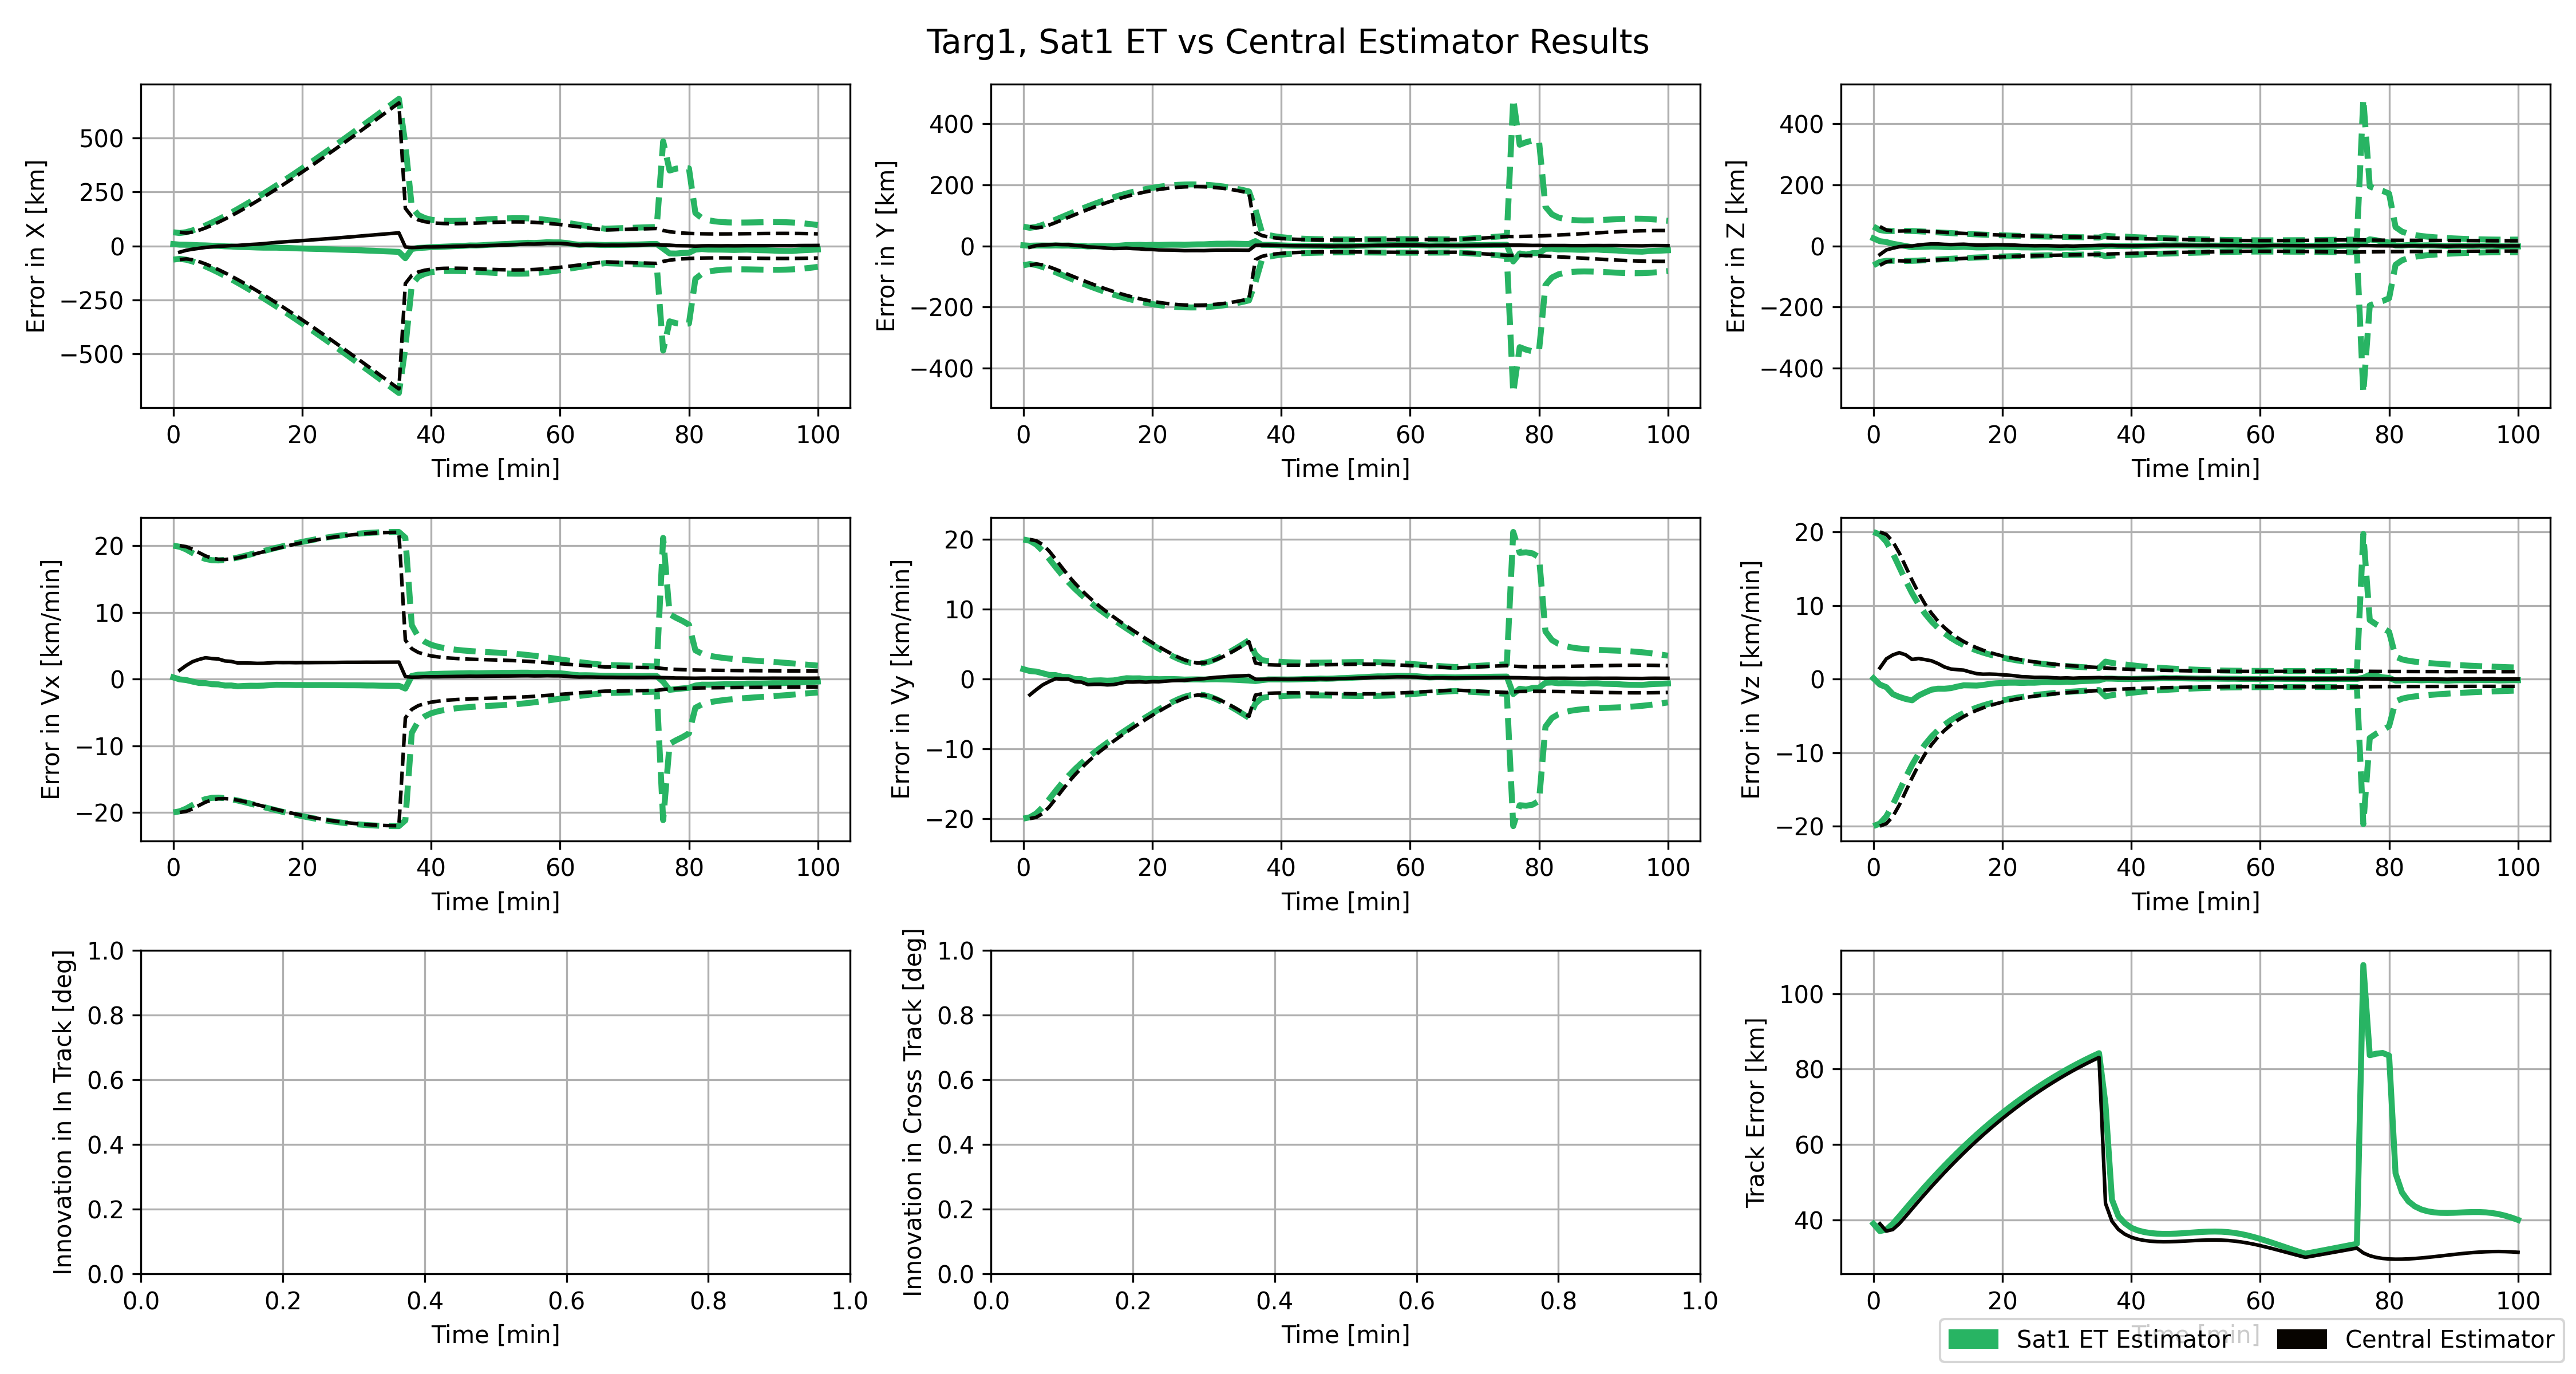 Targ1, Sat1 ET vs Central Estimator Results
Error in X [km]
500
250
0
−250
−500
0 20 40 60 80 100
Time [min]
Error in Y [km]
400
200
0
−200
−400
0 20 40 60 80 100
Time [min]
Error in Z [km]
400
200
0
−200
−400
0 20 40 60 80 100
Time [min]
Error in Vx [km/min]
20
10
0
−10
−20
0 20 40 60 80 100
Time [min]
Error in Vy [km/min]
20
10
0
−10
−20
0 20 40 60 80 100
Time [min]
Error in Vz [km/min]
20
10
0
−10
−20
0 20 40 60 80 100
Time [min]
Innovation in In Track [deg]
1.0
0.8
0.6
0.4
0.2
0.0
0.0 0.2 0.4 0.6 0.8 1.0
Time [min]
Innovation in Cross Track [deg]
1.0
0.8
0.6
0.4
0.2
0.0
0.0 0.2 0.4 0.6 0.8 1.0
Time [min]
Track Error [km]
100
80
60
40
0 20 40 60 80 100
Time [min]
Sat1 ET Estimator Central Estimator